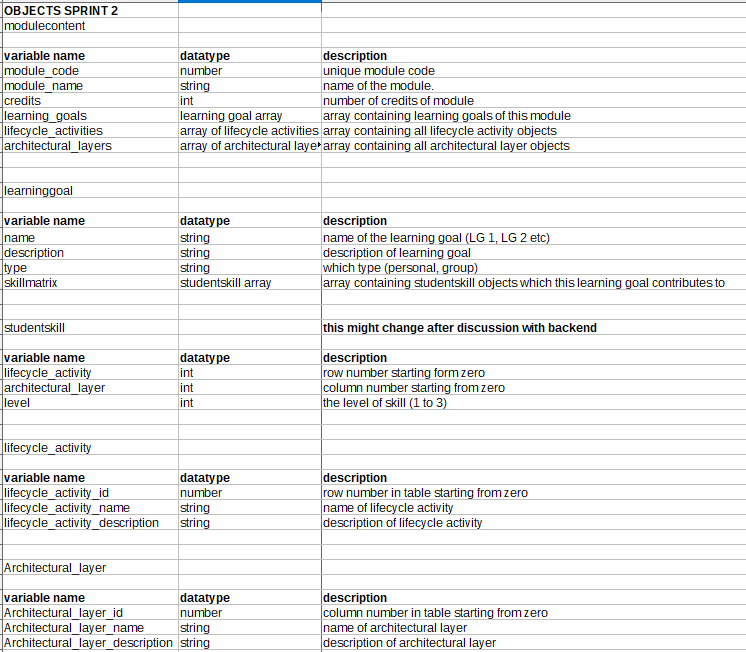 OBJECTS SPRINT 2
modulecontent
variable name datatype description
module_code number unique module code
module_name string name of the module.
credits int number of credits of module
learning_goals learning goal array array containing learning goals of this module
lifecycle_activities array of lifecycle activities array containing all lifecycle activity objects
architectural_layers array of architectural laye array containing all architectural layer objects
learninggoal
variable name datatype description
name string name of the learning goal (LG 1, LG 2 etc)
description string description of learning goal
type string which type (personal, group)
skillmatrix studentskill array array containing studentskill objects which this learning goal contributes to
studentskill this might change after discussion with backend
variable name datatype description
lifecycle_activity int row number starting form zero
architectural_layer int column number starting from zero
level int the level of skill (1 to 3)
lifecycle_activity
variable name datatype description
lifecycle_activity_id number row number in table starting from zero
lifecycle_activity_name string name of lifecycle activity
lifecycle_activity_description string description of lifecycle activity
Architectural_layer
variable name datatype description
Architectural_layer_id number column number in table starting from zero
Architectural_layer_name string name of architectural layer
Architectural_layer_description string description of architectural layer